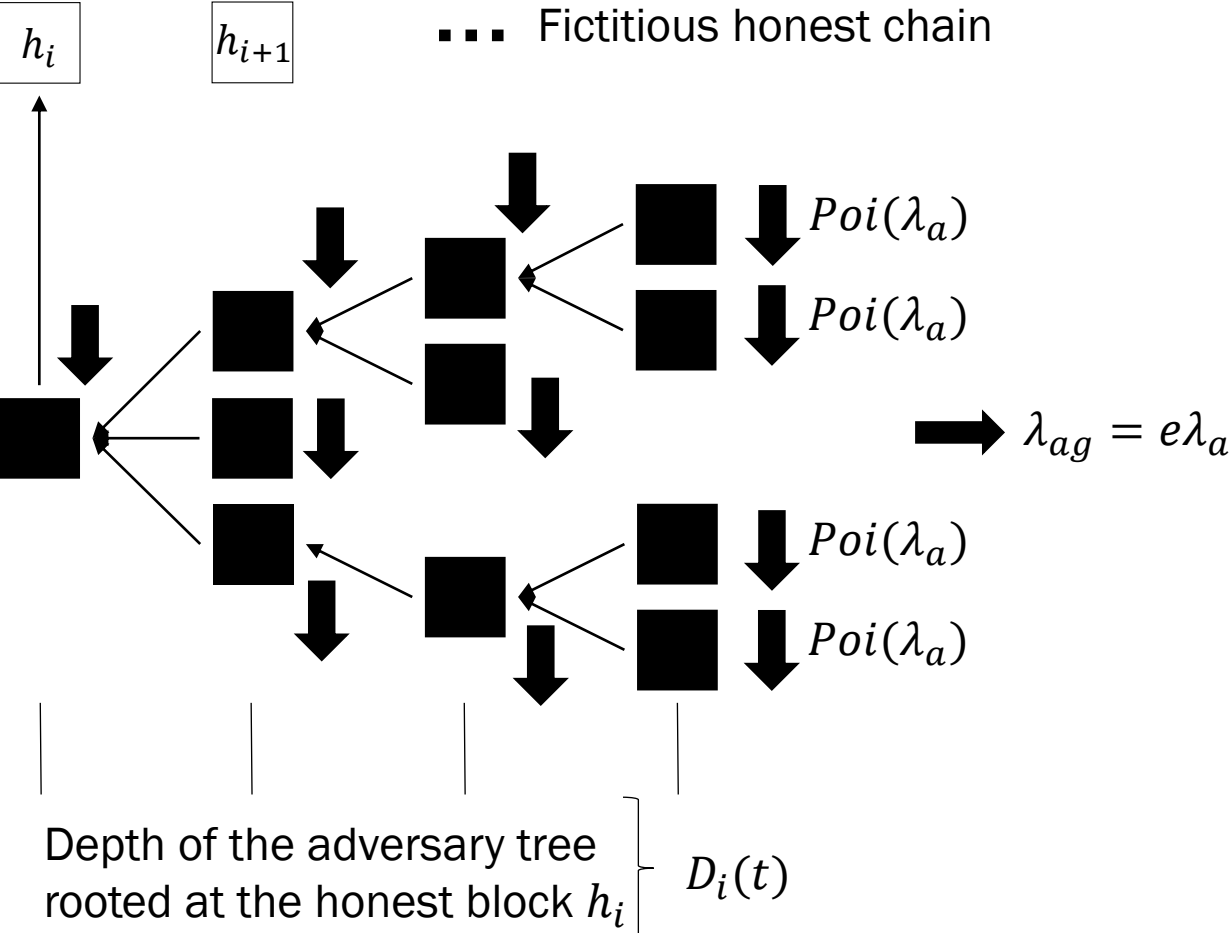 h_i h_{i+1} ... Fictitious honest chain
Poi(λ_a)
Poi(λ_a)
λ_{ag} = eλ_a
Poi(λ_a)
Poi(λ_a)
Depth of the adversary tree
rooted at the honest block h_i
D_i(t)